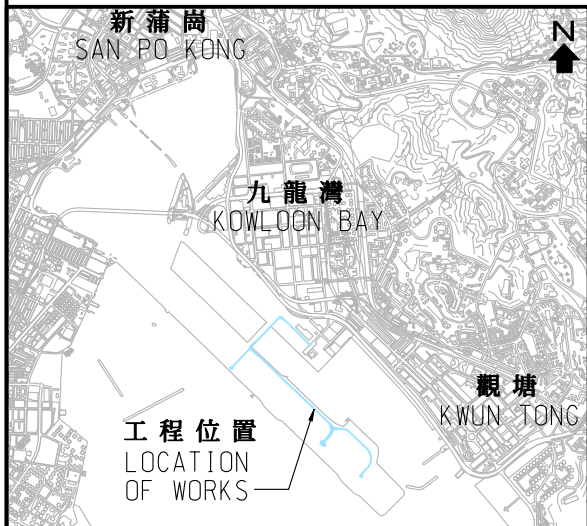 新蒲崗
SAN PO KONG
N
九龍灣
KOWLOON BAY
觀塘
KWUN TONG
工程位置
LOCATION
OF WORKS